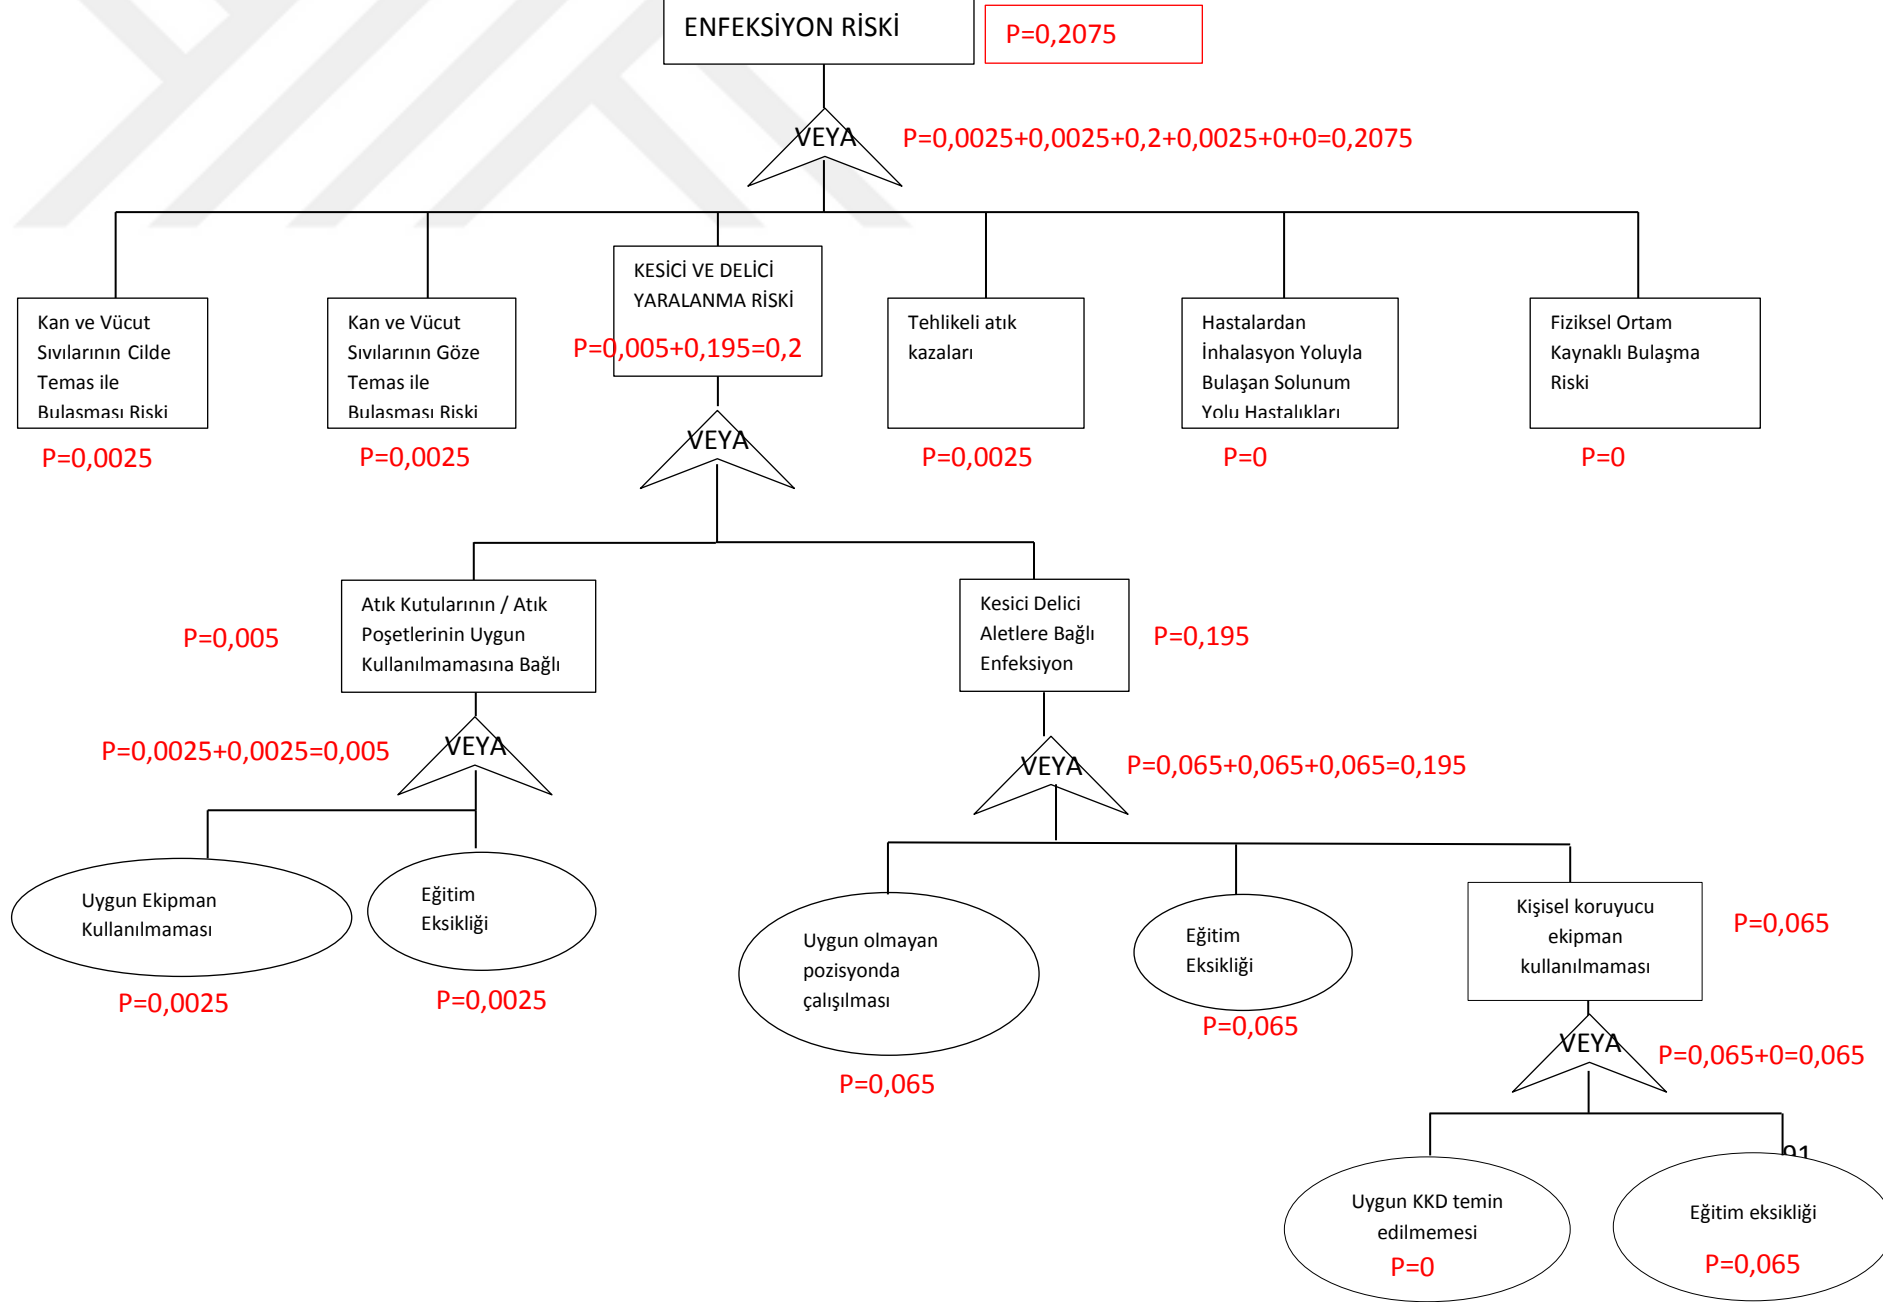 ENFEKSİYON RİSKİ
P=0,2075
VEYA
P=0,0025+0,0025+0,2+0,0025+0+0=0,2075
Kan ve Vücut
Sıvılarının Cilde
Temas ile
Bulaşması Riski
P=0,0025
Kan ve Vücut
Sıvılarının Göze
Temas ile
Bulaşması Riski
P=0,0025
KESİCİ VE DELİCİ
YARALANMA RİSKİ
P=0,005+0,195=0,2
VEYA
Tehlikeli atık
kazaları
P=0,0025
Hastalardan
İnhalasyon Yoluyla
Bulaşan Solunum
Yolu Hastalıkları
P=0
Fiziksel Ortam
Kaynaklı Bulaşma
Riski
P=0
P=0,005
Atık Kutularının / Atık
Poşetlerinin Uygun
Kullanılmamasına Bağlı
P=0,0025+0,0025=0,005
VEYA
Uygun Ekipman
Kullanılmaması
P=0,0025
Eğitim
Eksikliği
P=0,0025
Kesici Delici
Aletlere Bağlı
Enfeksiyon
P=0,195
VEYA
P=0,065+0,065+0,065=0,195
Uygun olmayan
pozisyonda
çalışılması
P=0,065
Eğitim
Eksikliği
P=0,065
Kişisel koruyucu
ekipman
kullanılmaması
P=0,065
VEYA
P=0,065+0=0,065
91
Uygun KKD temin
edilmemesi
P=0
Eğitim eksikliği
P=0,065